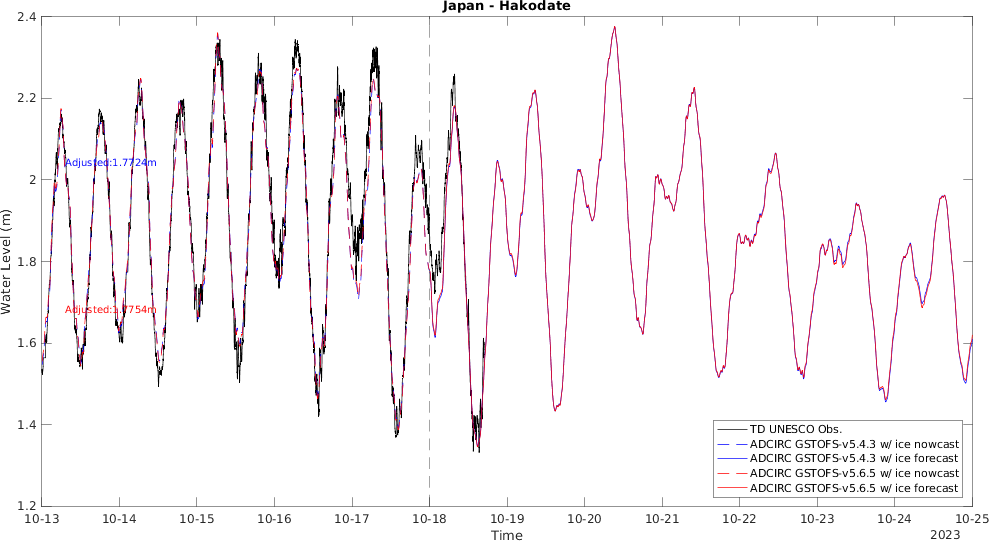 Japan - Hakodate
Water Level (m)
2.4
2.2
2
1.8
1.6
1.4
1.2
Adjusted:1.7724m
Adjusted:1.7754m
TD UNESCO Obs.
ADCIRC GSTOFS-v5.4.3 w/ ice nowcast
ADCIRC GSTOFS-v5.4.3 w/ ice forecast
ADCIRC GSTOFS-v5.6.5 w/ ice nowcast
ADCIRC GSTOFS-v5.6.5 w/ ice forecast
10-13 10-14 10-15 10-16 10-17 10-18 10-19 10-20 10-21 10-22 10-23 10-24 10-25
Time
2023